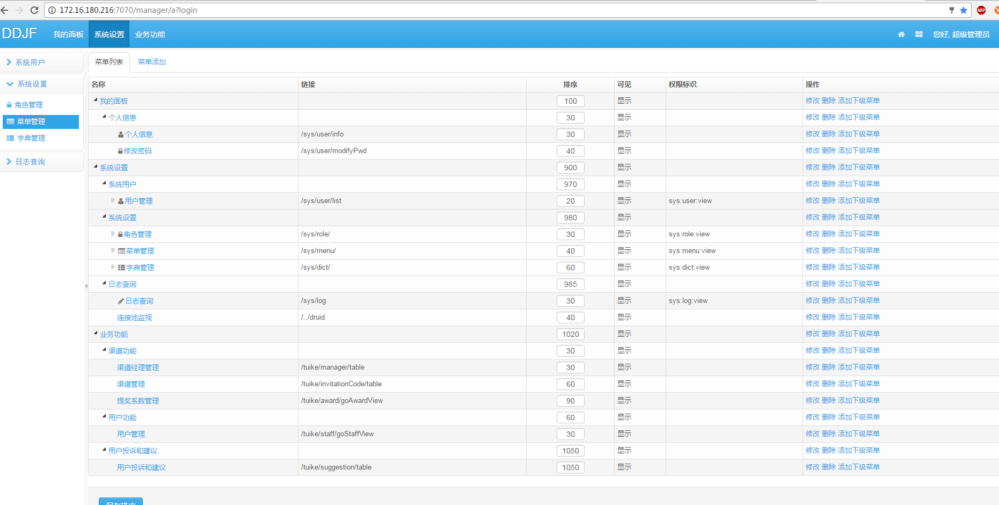 172.16.180.216:7070/manager/a?login
ABP
DDJF 我的面板 系统设置 业务功能 您好, 超级管理员
系统用户
系统设置
角色管理
菜单管理
字典管理
日志查询
菜单列表 菜单添加
名称 链接 排序 可见 权限标识 操作
我的面板 100 显示 修改 删除 添加下级菜单
个人信息 30 显示 修改 删除 添加下级菜单
个人信息 /sys/user/info 30 显示 修改 删除 添加下级菜单
修改密码 /sys/user/modifyPwd 40 显示 修改 删除 添加下级菜单
系统设置 900 显示 修改 删除 添加下级菜单
系统用户 970 显示 修改 删除 添加下级菜单
用户管理 /sys/user/list 20 显示 sys:user:view 修改 删除 添加下级菜单
系统设置 980 显示 修改 删除 添加下级菜单
角色管理 /sys/role/ 30 显示 sys:role:view 修改 删除 添加下级菜单
菜单管理 /sys/menu/ 40 显示 sys:menu:view 修改 删除 添加下级菜单
字典管理 /sys/dict/ 60 显示 sys:dict:view 修改 删除 添加下级菜单
日志查询 985 显示 修改 删除 添加下级菜单
日志查询 /sys/log 30 显示 sys:log:view 修改 删除 添加下级菜单
连接池监视 /../druid 40 显示 修改 删除 添加下级菜单
业务功能 1020 显示 修改 删除 添加下级菜单
渠道功能 30 显示 修改 删除 添加下级菜单
渠道经理管理 /tuike/manager/table 30 显示 修改 删除 添加下级菜单
渠道管理 /tuike/invitationCode/table 60 显示 修改 删除 添加下级菜单
提奖系数管理 /tuike/award/goAwardView 90 显示 修改 删除 添加下级菜单
用户功能 60 显示 修改 删除 添加下级菜单
用户管理 /tuike/staff/goStaffView 30 显示 修改 删除 添加下级菜单
用户投诉和建议 1050 显示 修改 删除 添加下级菜单
用户投诉和建议 /tuike/suggestion/table 1050 显示 修改 删除 添加下级菜单
保存排序